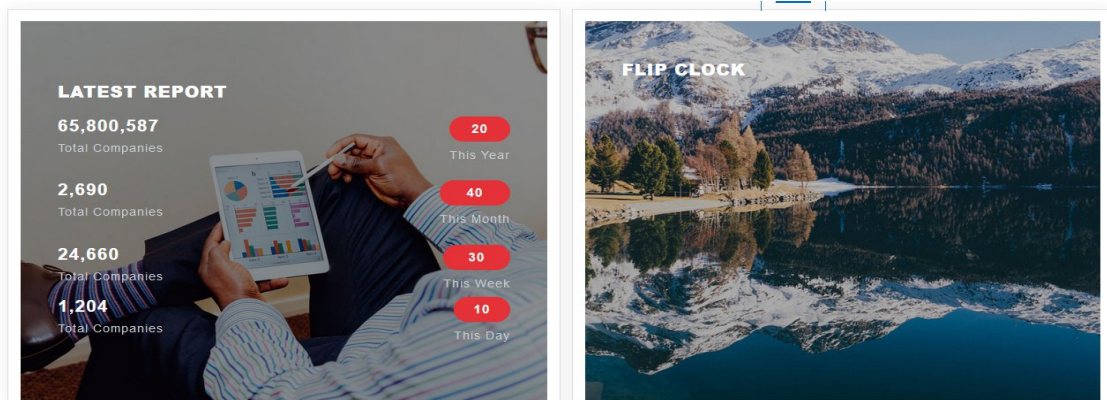 LATEST REPORT
65,800,587
20
Total Companies
This Year
2,690
40
Total Companies
This Month
24,660
30
Total Companies
This Week
1,204
10
Total Companies
This Day
FLIP CLOCK